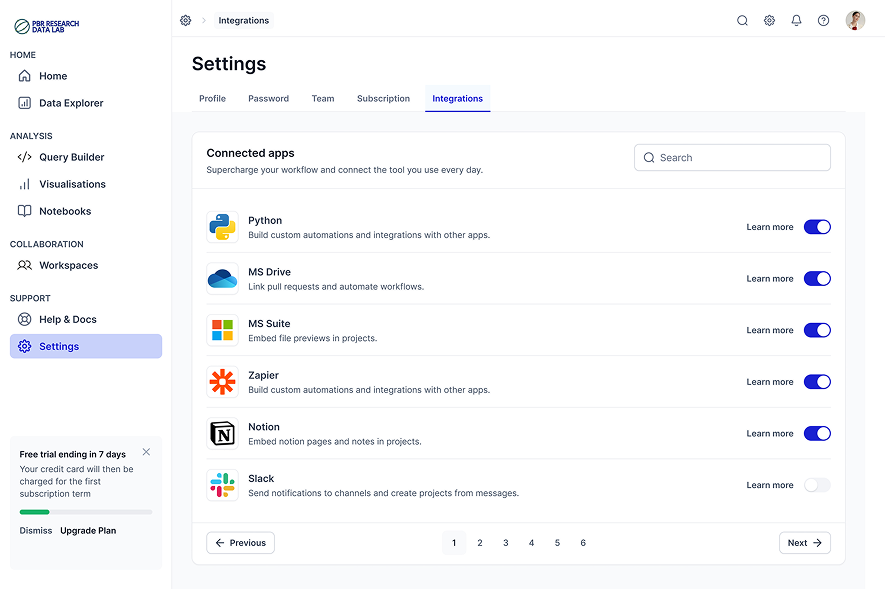 PBR RESEARCH
DATA LAB
HOME
Home
Data Explorer
ANALYSIS
Query Builder
Visualisations
Notebooks
COLLABORATION
Workspaces
SUPPORT
Help & Docs
Settings
Free trial ending in 7 days
Your credit card will then be
charged for the first
subscription term
Dismiss Upgrade Plan
Integrations
Settings
Profile Password Team Subscription Integrations
Connected apps
Supercharge your workflow and connect the tool you use every day.
Search
Python
Build custom automations and integrations with other apps.
Learn more
MS Drive
Link pull requests and automate workflows.
Learn more
MS Suite
Embed file previews in projects.
Learn more
Zapier
Build custom automations and integrations with other apps.
Learn more
Notion
Embed notion pages and notes in projects.
Learn more
Slack
Send notifications to channels and create projects from messages.
Learn more
Previous 1 2 3 4 5 6 Next